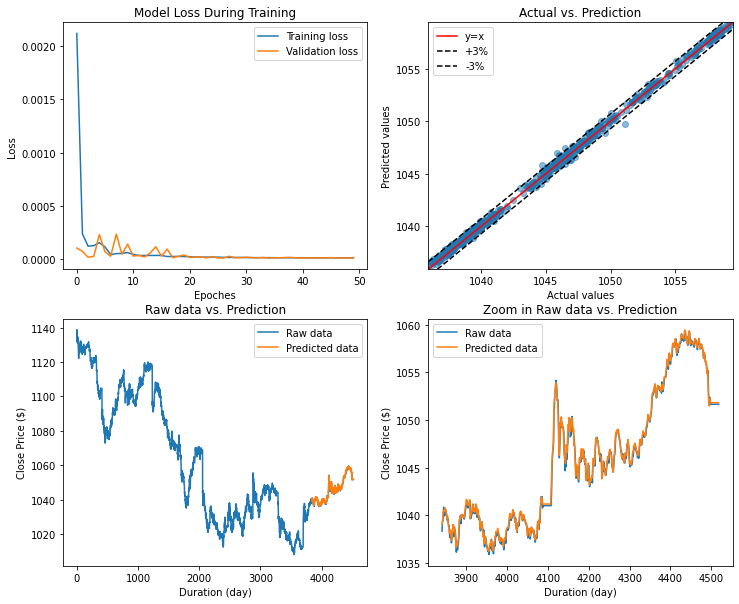 Model Loss During Training
Loss
0.0020
0.0015
0.0010
0.0005
0.0000
Training loss
Validation loss
0
10
20
30
40
50
Epoches
Actual vs. Prediction
Predicted values
1055
1050
1045
1040
y=x
+3%
-3%
1040
1045
1050
1055
Actual values
Raw data vs. Prediction
Close Price ($)
1140
1120
1100
1080
1060
1040
1020
Raw data
Predicted data
0
1000
2000
3000
4000
Duration (day)
Zoom in Raw data vs. Prediction
Close Price ($)
1060
1055
1050
1045
1040
1035
Raw data
Predicted data
3900
4000
4100
4200
4300
4400
4500
Duration (day)